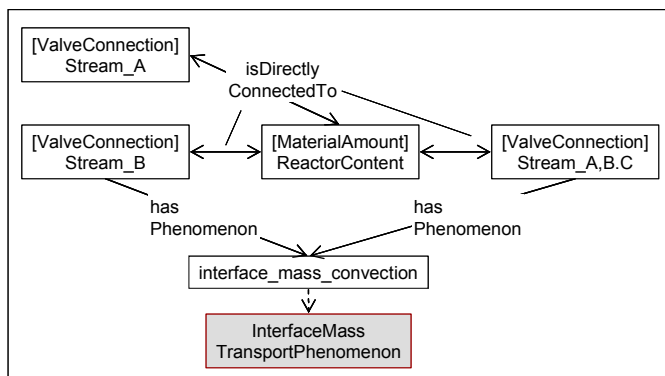 [ValveConnection]
Stream_A
isDirectly
ConnectedTo
[ValveConnection]
Stream_B
[MaterialAmount]
ReactorContent
[ValveConnection]
Stream_A,B.C
has
Phenomenon
has
Phenomenon
interface_mass_convection
InterfaceMass
TransportPhenomenon